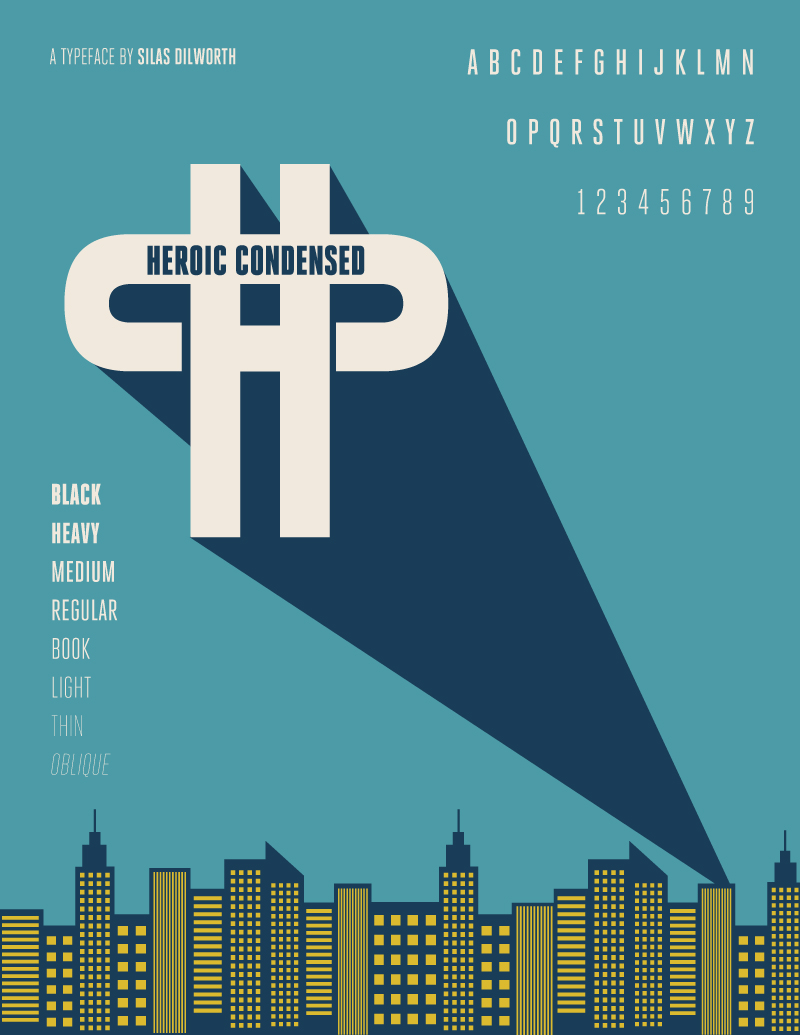 A TYPEFACE BY SILAS DILWORTH
A B C D E F G H I J K L M N
O P Q R S T U V W X Y Z
1 2 3 4 5 6 7 8 9
H
HEROIC CONDENSED
BLACK
HEAVY
MEDIUM
REGULAR
BOOK
LIGHT
THIN
OBLIQUE